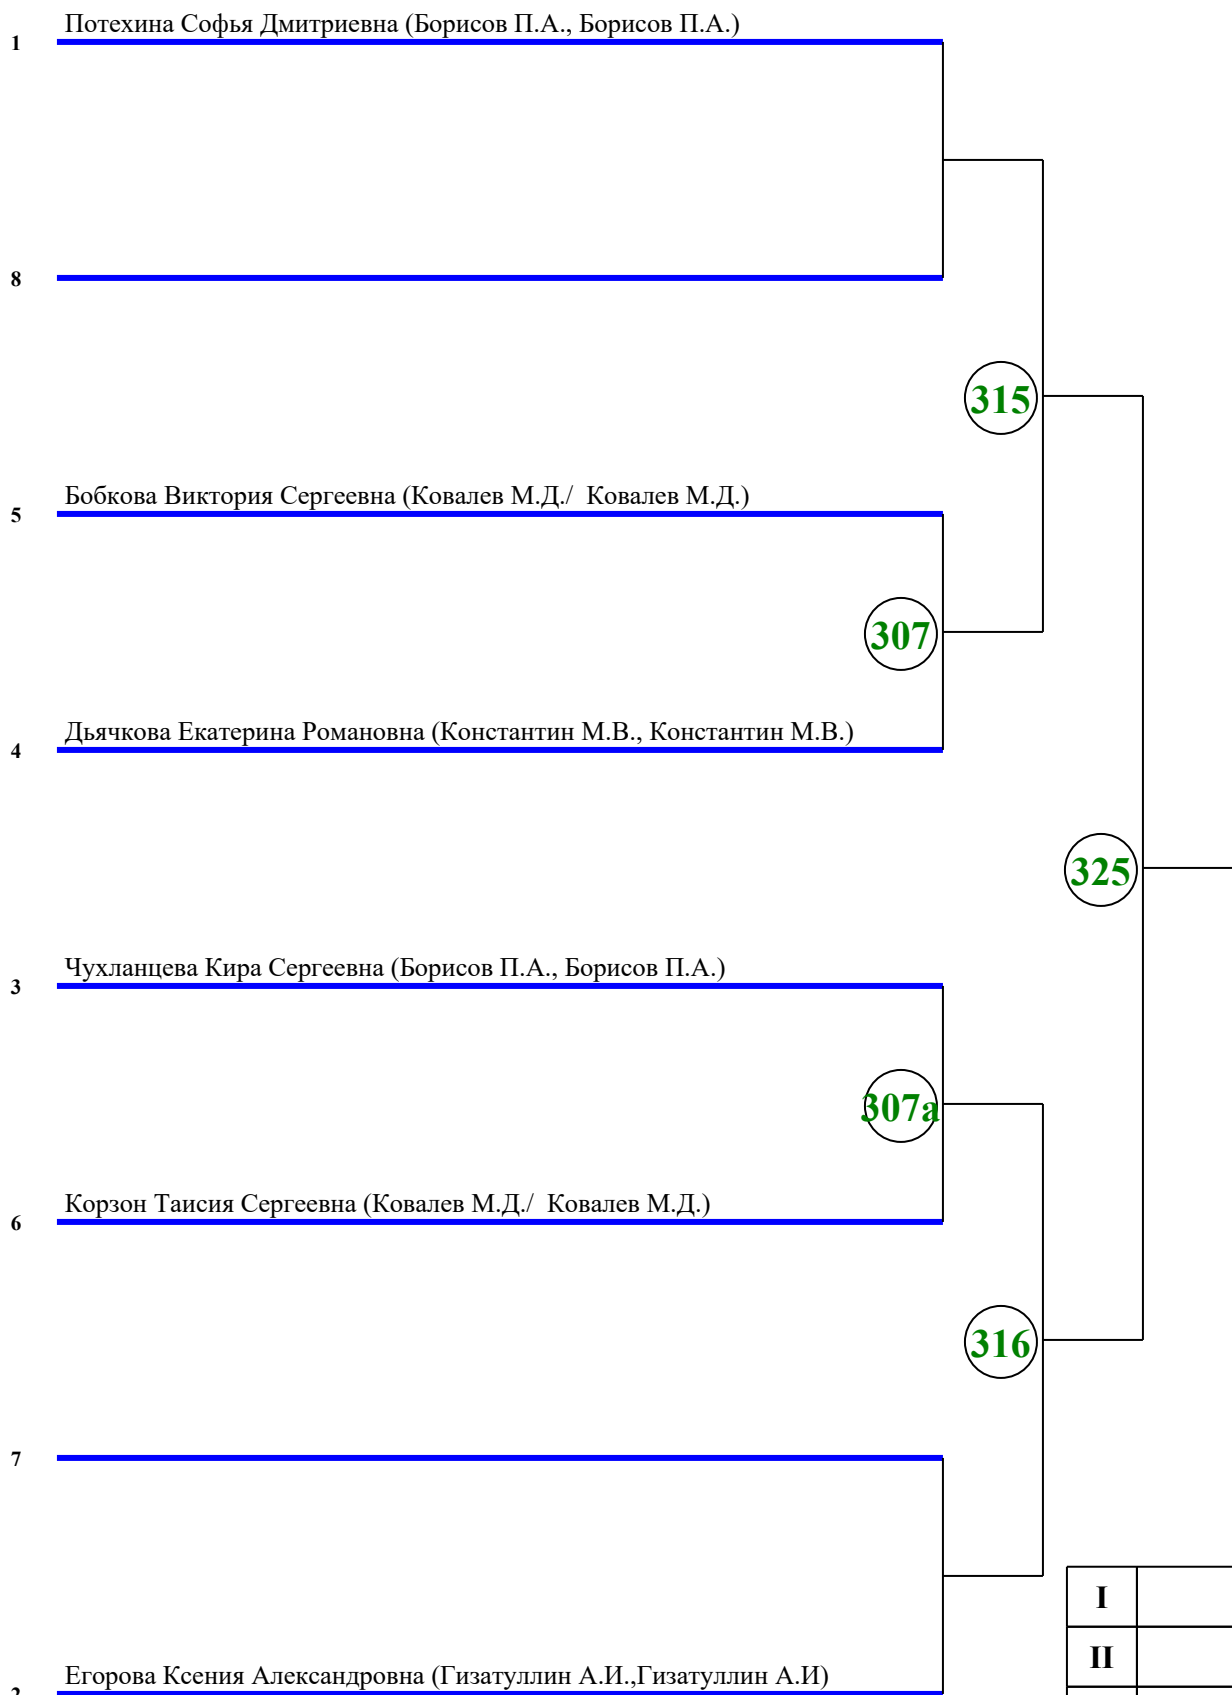 Потехина Софья Дмитриевна (Борисов П.А., Борисов П.А.)
1
8
315
Бобкова Виктория Сергеевна (Ковалев М.Д./  Ковалев М.Д.)
5
307
Дьячкова Екатерина Романовна (Константин М.В., Константин М.В.)
4
325
Чухланцева Кира Сергеевна (Борисов П.А., Борисов П.А.)
3
307a
Корзон Таисия Сергеевна (Ковалев М.Д./  Ковалев М.Д.)
6
316
7
I
II
Егорова Ксения Александровна (Гизатуллин А.И.,Гизатуллин А.И)
2